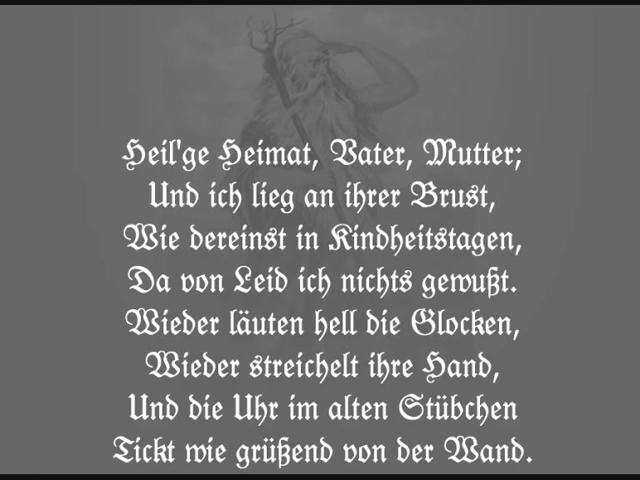 Heil'ge Heimat, Vater, Mutter;
Und ich lieg an ihrer Brust,
Wie dereinst in Kindheitstagen,
Da von Leid ich nichts gewußt.
Wieder läuten hell die Glocken,
Wieder streichelt ihre Hand,
Und die Uhr im alten Stübchen
Tickt wie grüßend von der Wand.